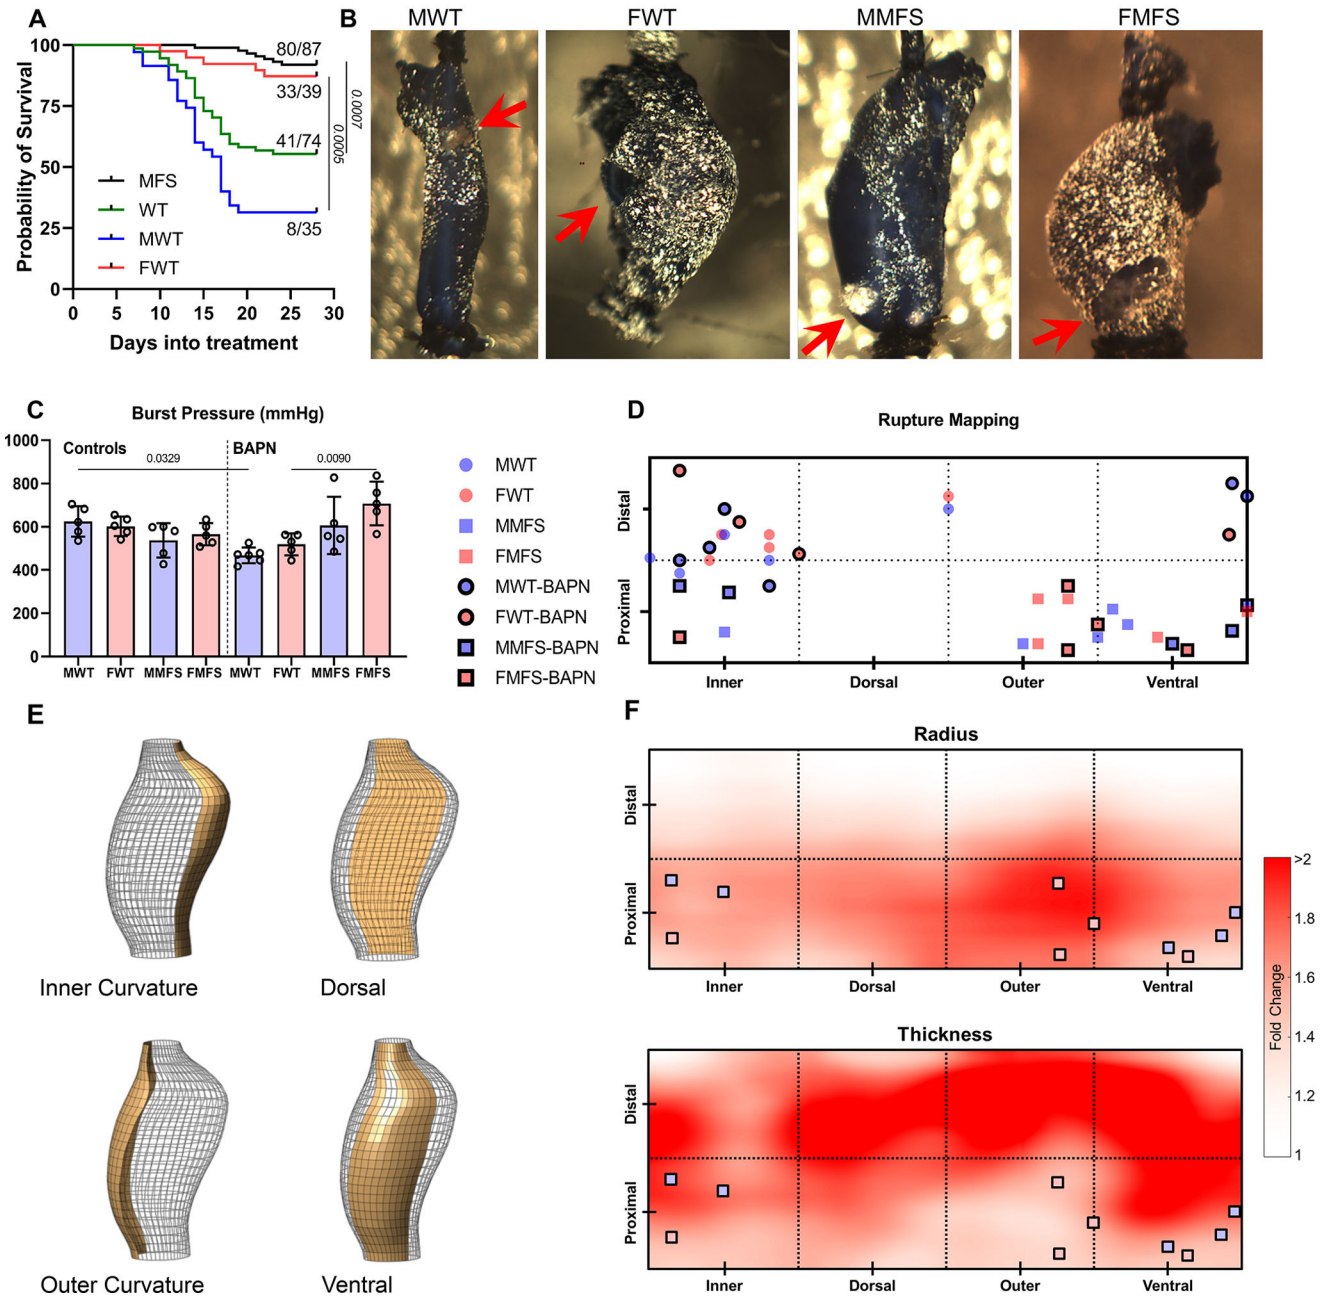 A
100
75
50
25
0
Probability of Survival
0 5 10 15 20 25 30
Days into treatment
80/87
33/39
41/74
8/35
0.0007
0.0005
MFS
WT
MWT
FWT
B
MWT FWT MMFS FMFS
C
Burst Pressure (mmHg)
1000
800
600
400
200
0
Controls BAPN
0.0329 0.0090
MWT FWT MMFS FMFS MWT FWT MMFS FMFS
MWT
FWT
MMFS
FMFS
MWT-BAPN
FWT-BAPN
MMFS-BAPN
FMFS-BAPN
D
Rupture Mapping
Distal
Proximal
Inner Dorsal Outer Ventral
E
Inner Curvature Dorsal
Outer Curvature Ventral
F
Radius
Distal
Proximal
Inner Dorsal Outer Ventral
Thickness
Distal
Proximal
Inner Dorsal Outer Ventral
Fold Change
>2
1.8
1.6
1.4
1.2
1